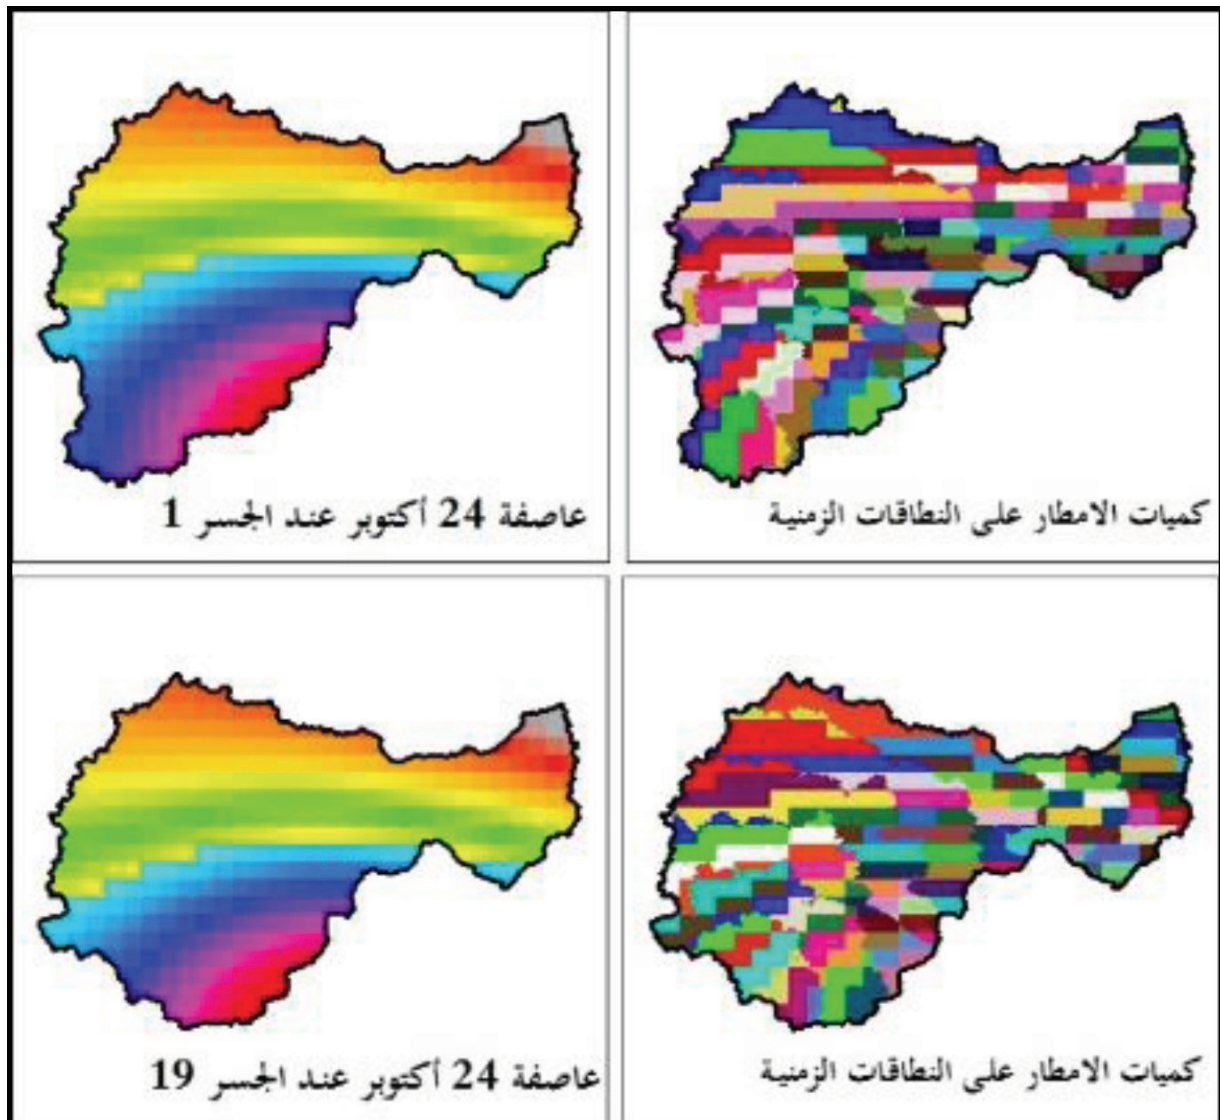 كميات الامطار على النطاقات الزمنية
عاصفة 24 أكتوبر عند الجسر 1
كميات الامطار على النطاقات الزمنية
عاصفة 24 أكتوبر عند الجسر 19